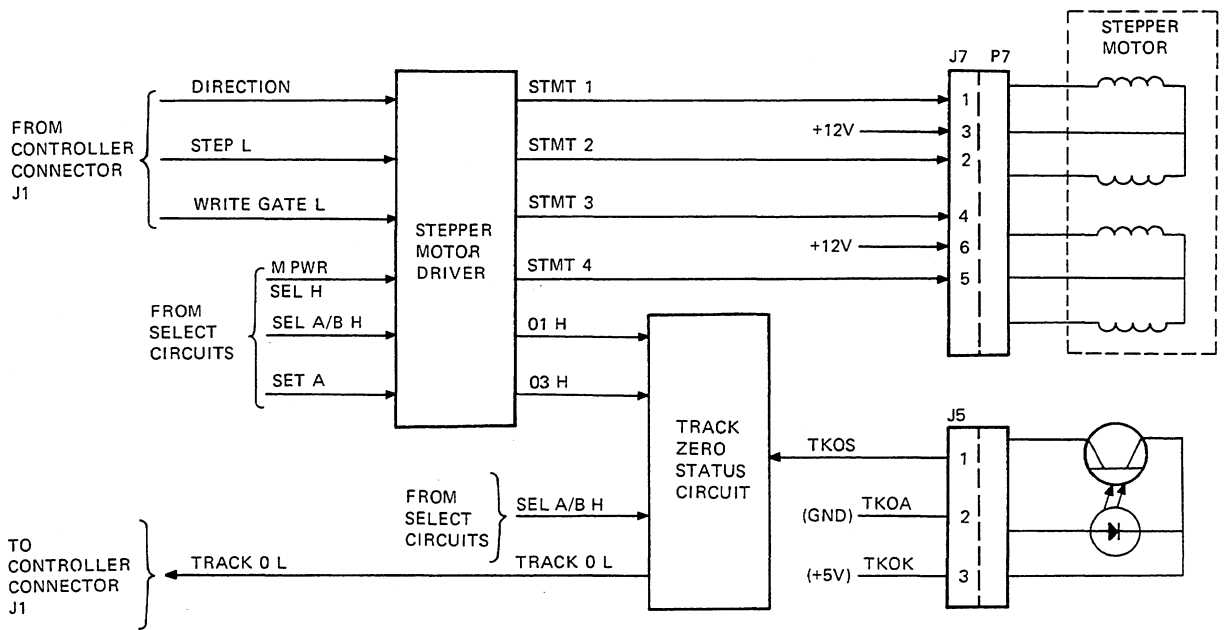 STEPPER
MOTOR
J7 P7
DIRECTION
STMT 1
1
FROM
CONTROLLER
CONNECTOR
J1
+12V
3
STEP L
STMT 2
2
WRITE GATE L
STMT 3
4
STEPPER
MOTOR
DRIVER
+12V
6
M PWR
SEL H
STMT 4
5
FROM
SELECT
CIRCUITS
SEL A/B H
01 H
SET A
03 H
J5
TRACK
ZERO
STATUS
CIRCUIT
TKOS
1
FROM
SELECT
CIRCUITS
SEL A/B H
(GND) TKOA
2
TO
CONTROLLER
CONNECTOR
J1
TRACK 0 L
TRACK 0 L
(+5V) TKOK
3